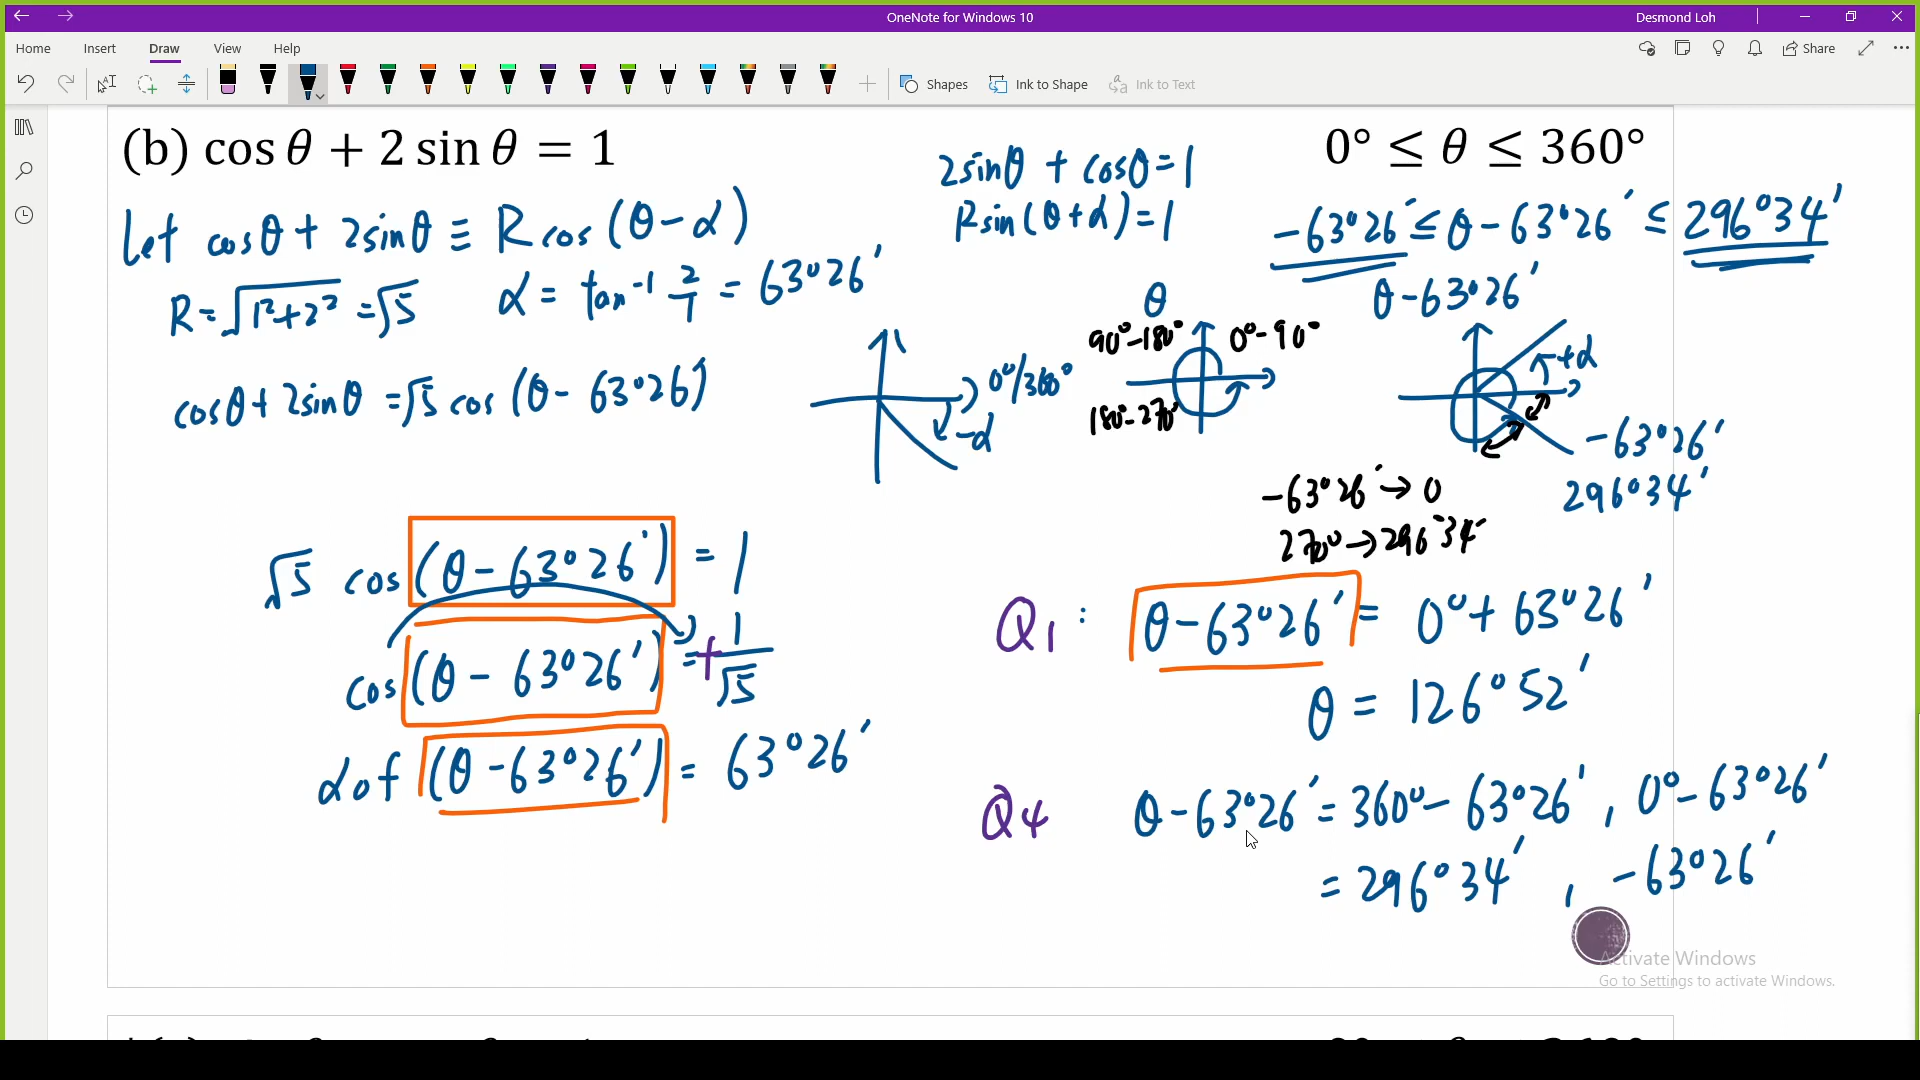 OneNote for Windows 10
Desmond Loh
Home Insert Draw View Help
Share
Shapes
Ink to Shape
Ink to Text
(b) cos θ + 2 sin θ = 1
0° ≤ θ ≤ 360°
2sinθ + cosθ = 1
Rsin(θ+α) = 1
Let cosθ + 2sinθ ≡ R cos (θ - α)
R = √1²+2² = √5
α = tan⁻¹ 2/1 = 63°26'
cosθ + 2sinθ = √5 cos (θ - 63°26')
-63°26' ≤ θ - 63°26' ≤ 296°34'
θ - 63°26'
0°/360°
-α
θ
90°-180°
0°-90°
180°-270°
+α
-63°26'
296°34'
-63°26' → 0
270° → 296°34'
√5 cos (θ - 63°26') = 1
cos (θ - 63°26') = + 1/√5
α of (θ - 63°26') = 63°26'
Q1 : θ - 63°26' = 0° + 63°26'
θ = 126°52'
Q4 θ - 63°26' = 360° - 63°26' , 0° - 63°26'
= 296°34' , -63°26'
Activate Windows
Go to Settings to activate Windows.